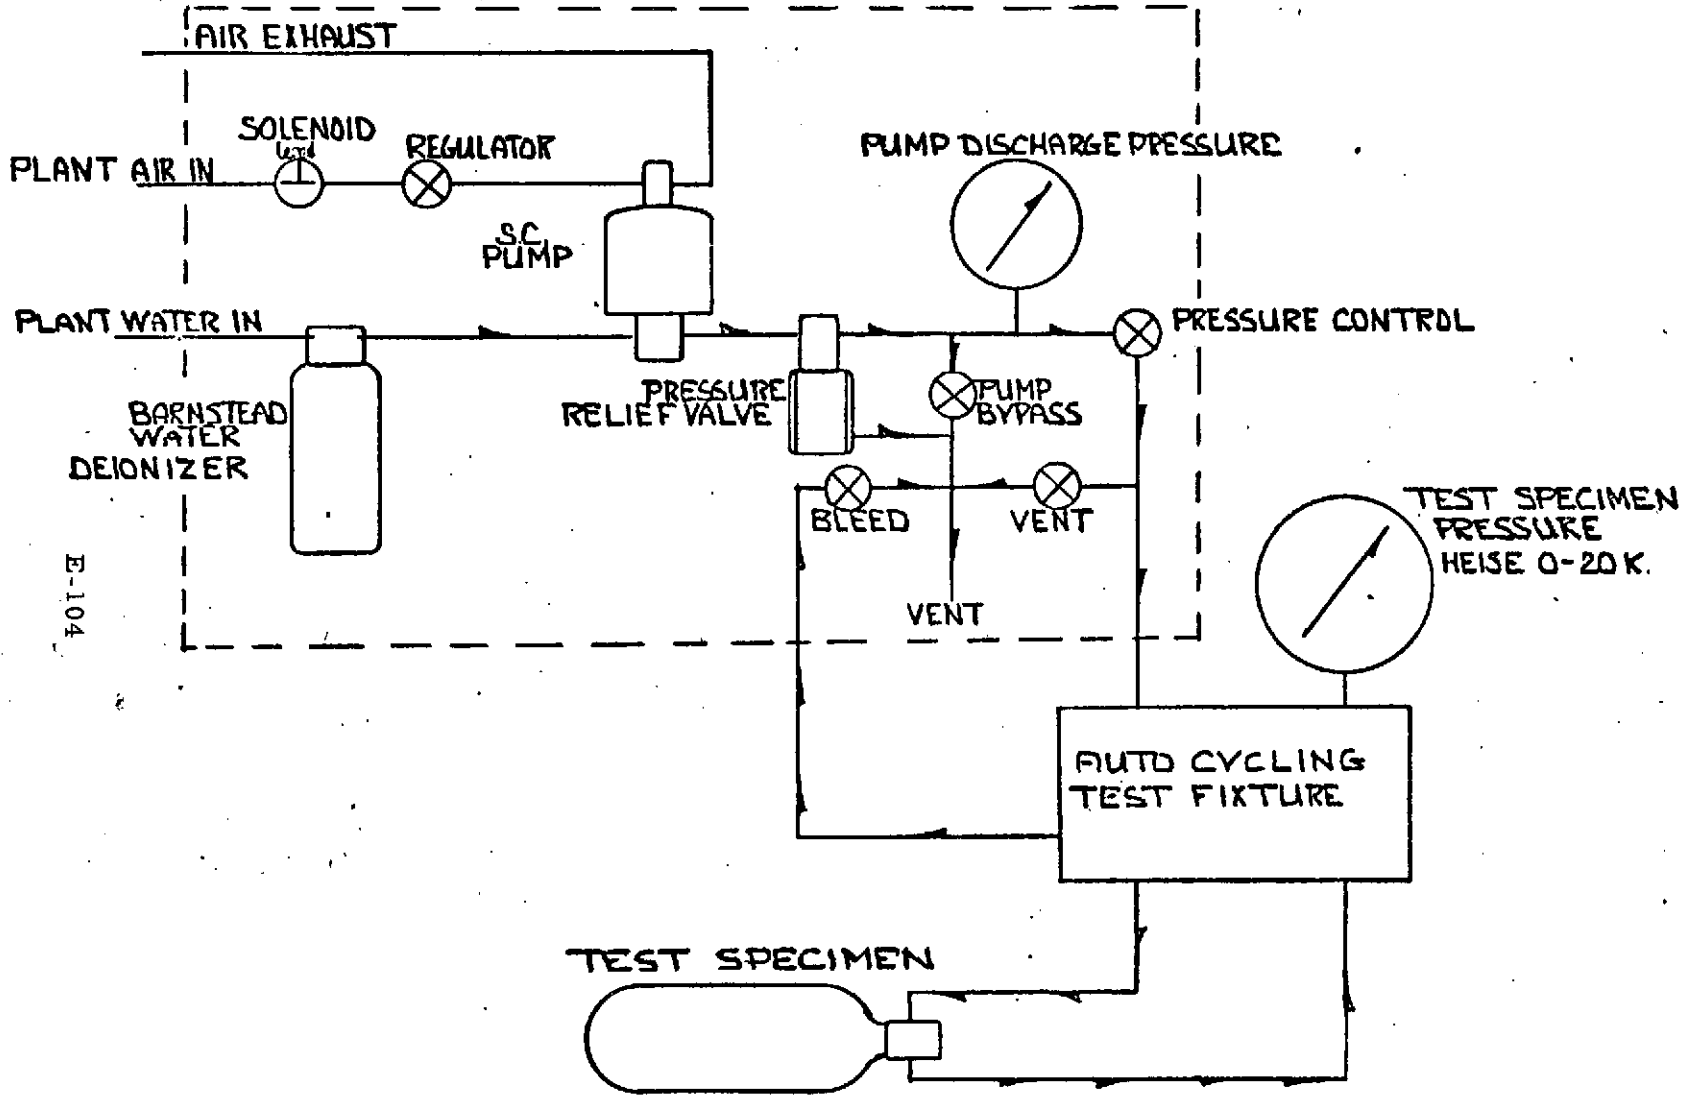 AIR EXHAUST
SOLENOID
REGULATOR
PLANT AIR IN
PUMP DISCHARGE PRESSURE
S.C.
PUMP
PLANT WATER IN
PRESSURE CONTROL
PRESSURE
RELIEF VALVE
PUMP
BYPASS
BARNSTEAD
WATER
DEIONIZER
BLEED
VENT
TEST SPECIMEN
PRESSURE
HEISE 0-20K.
E-104
VENT
AUTO CYCLING
TEST FIXTURE
TEST SPECIMEN